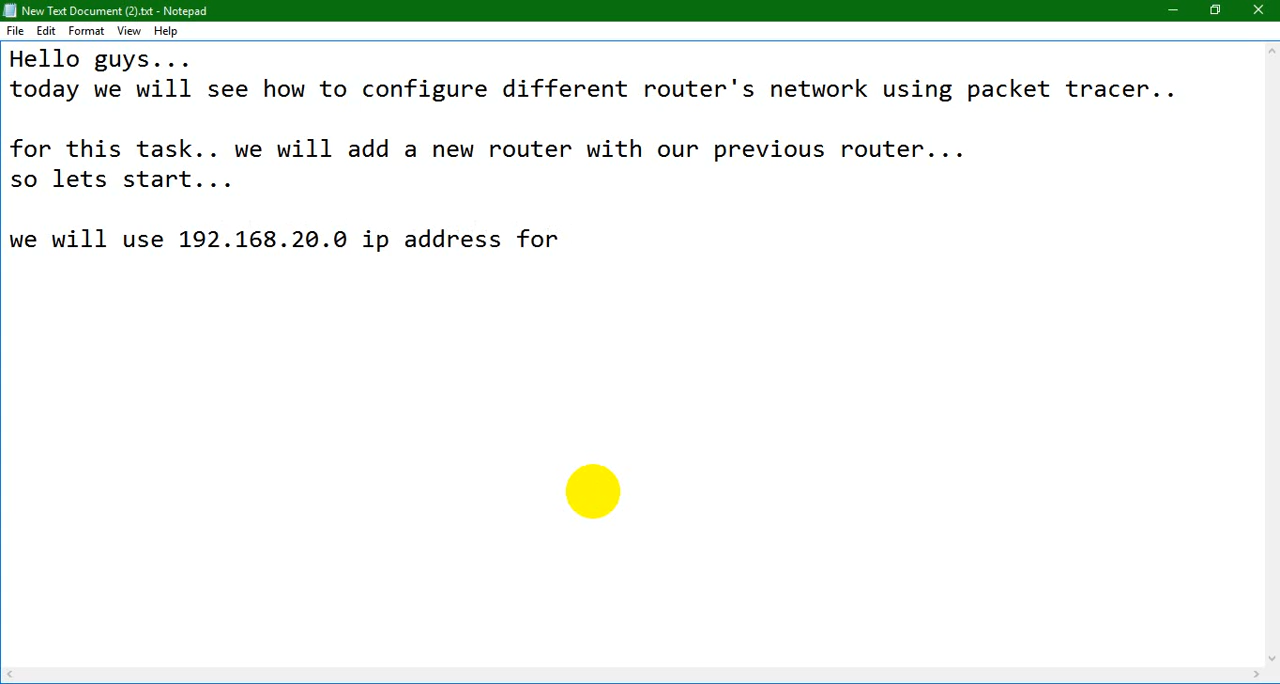 New Text Document (2).txt - Notepad
File Edit Format View Help
Hello guys...
today we will see how to configure different router's network using packet tracer..
for this task.. we will add a new router with our previous router...
so lets start...
we will use 192.168.20.0 ip address for